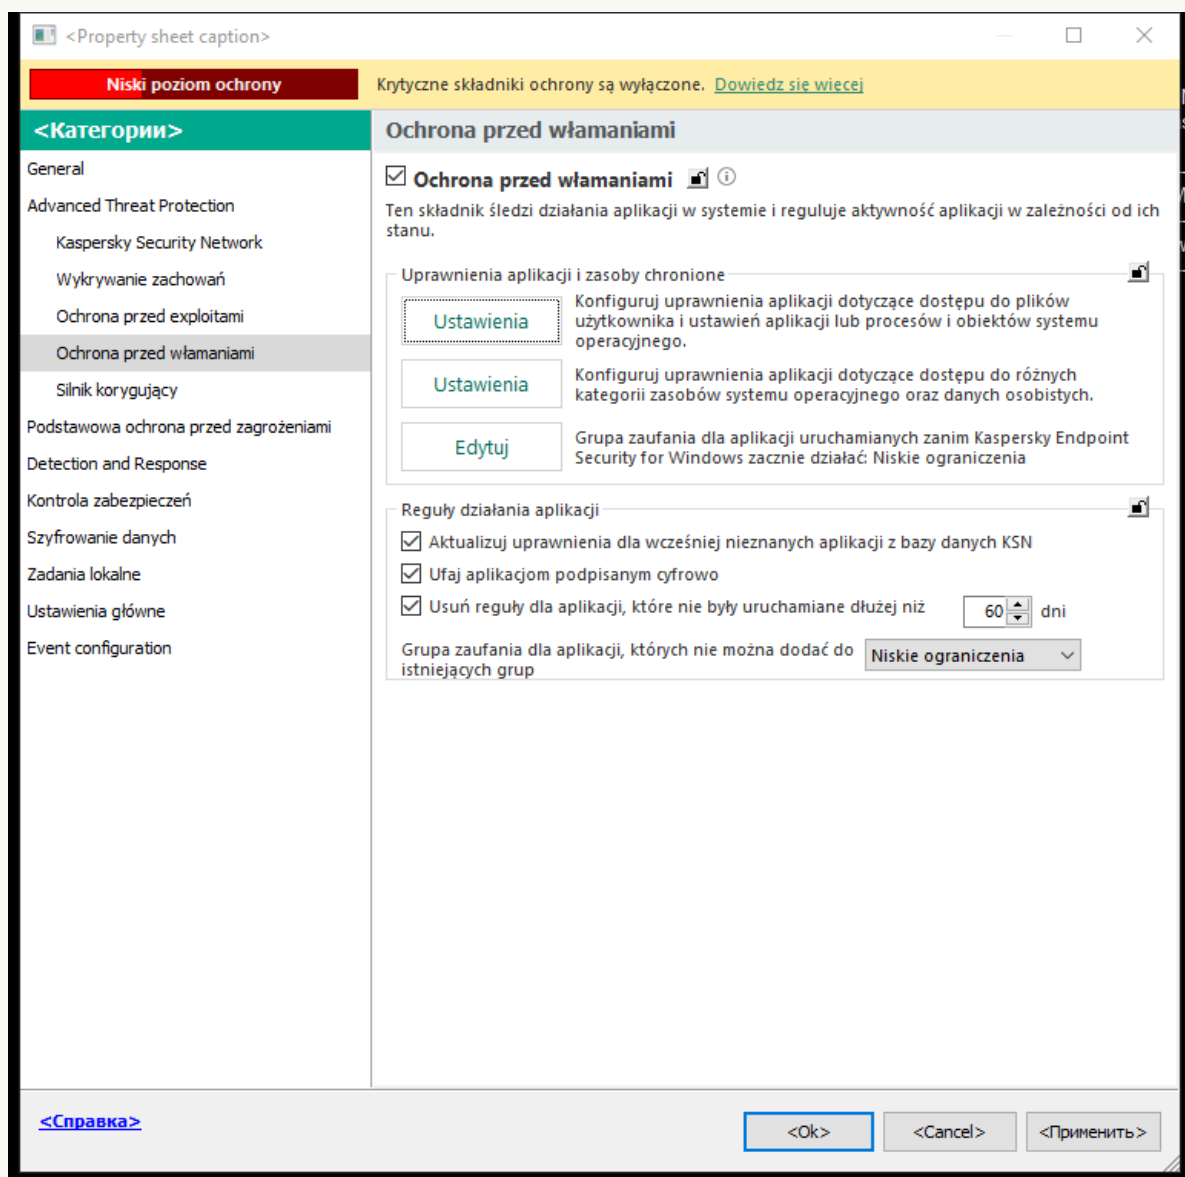 <Property sheet caption>
Niski poziom ochrony
Krytyczne składniki ochrony są wyłączone. Dowiedz się więcej
<Категории>
General
Advanced Threat Protection
Kaspersky Security Network
Wykrywanie zachowań
Ochrona przed exploitami
Ochrona przed włamaniami
Silnik korygujący
Podstawowa ochrona przed zagrożeniami
Detection and Response
Kontrola zabezpieczeń
Szyfrowanie danych
Zadania lokalne
Ustawienia główne
Event configuration
Ochrona przed włamaniami
Ochrona przed włamaniami
Ten składnik śledzi działania aplikacji w systemie i reguluje aktywność aplikacji w zależności od ich
stanu.
Uprawnienia aplikacji i zasoby chronione
Ustawienia
Konfiguruj uprawnienia aplikacji dotyczące dostępu do plików
użytkownika i ustawień aplikacji lub procesów i obiektów systemu
operacyjnego.
Ustawienia
Konfiguruj uprawnienia aplikacji dotyczące dostępu do różnych
kategorii zasobów systemu operacyjnego oraz danych osobistych.
Edytuj
Grupa zaufania dla aplikacji uruchamianych zanim Kaspersky Endpoint
Security for Windows zacznie działać: Niskie ograniczenia
Reguły działania aplikacji
Aktualizuj uprawnienia dla wcześniej nieznanych aplikacji z bazy danych KSN
Ufaj aplikacjom podpisanym cyfrowo
Usuń reguły dla aplikacji, które nie były uruchamiane dłużej niż 60 dni
Grupa zaufania dla aplikacji, których nie można dodać do
istniejących grup
Niskie ograniczenia
<Справка>
<Ok>
<Cancel>
<Применить>